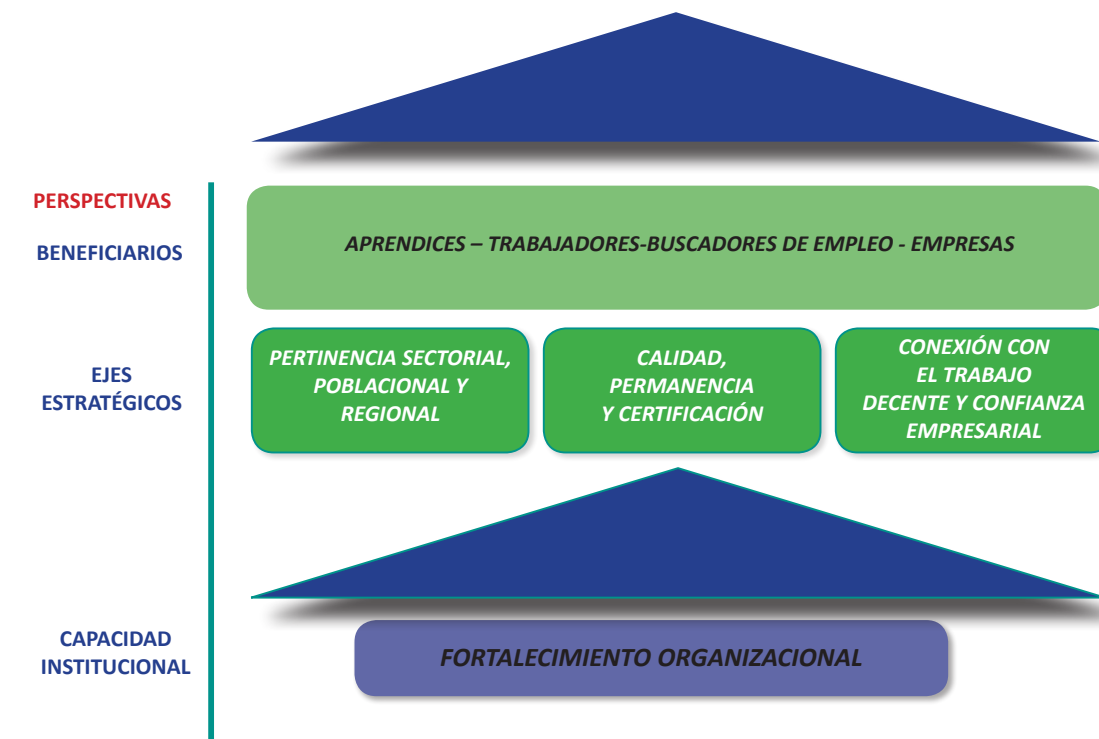 PERSPECTIVAS
BENEFICIARIOS
APRENDICES – TRABAJADORES-BUSCADORES DE EMPLEO - EMPRESAS
EJES
ESTRATÉGICOS
PERTINENCIA SECTORIAL,
POBLACIONAL Y
REGIONAL
CALIDAD,
PERMANENCIA
Y CERTIFICACIÓN
CONEXIÓN CON
EL TRABAJO
DECENTE Y CONFIANZA
EMPRESARIAL
CAPACIDAD
INSTITUCIONAL
FORTALECIMIENTO ORGANIZACIONAL